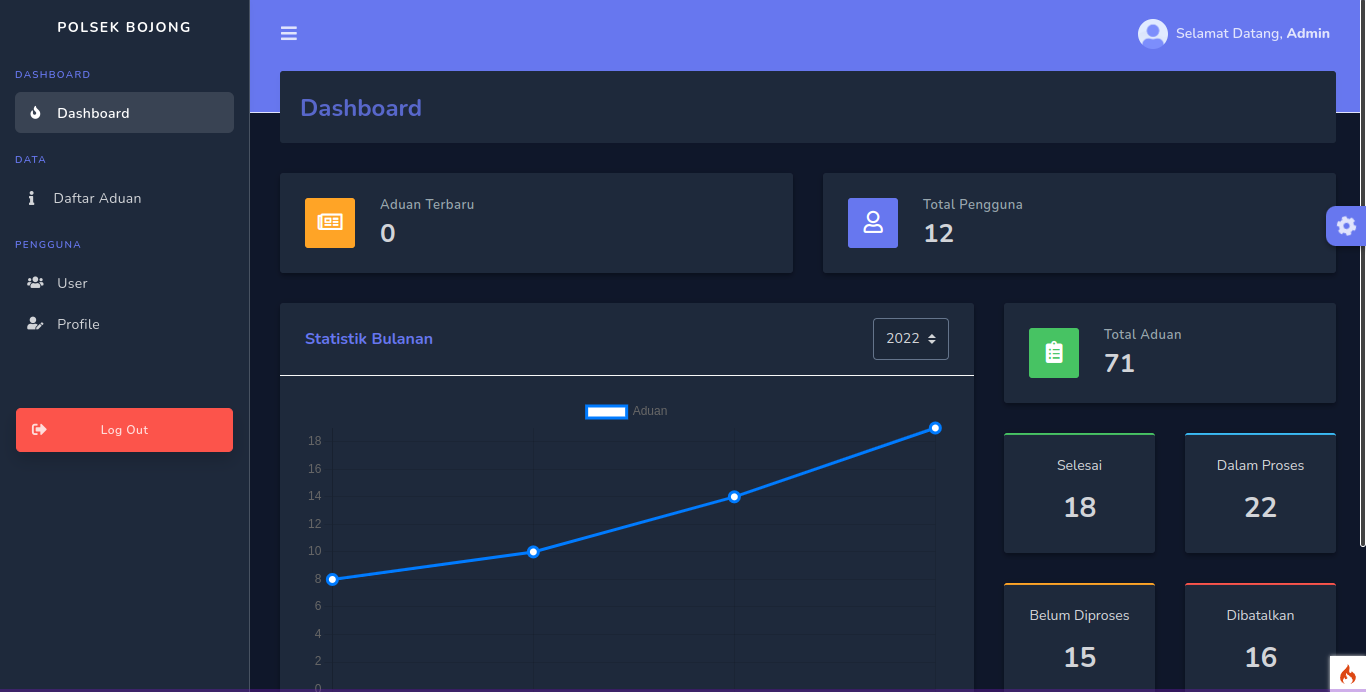 POLSEK BOJONG
DASHBOARD
Dashboard
DATA
Daftar Aduan
PENGGUNA
User
Profile
Log Out
Selamat Datang, Admin
Dashboard
Aduan Terbaru
0
Total Pengguna
12
Statistik Bulanan
2022
Aduan
18
16
14
12
10
8
6
4
2
0
Total Aduan
71
Selesai
18
Dalam Proses
22
Belum Diproses
15
Dibatalkan
16